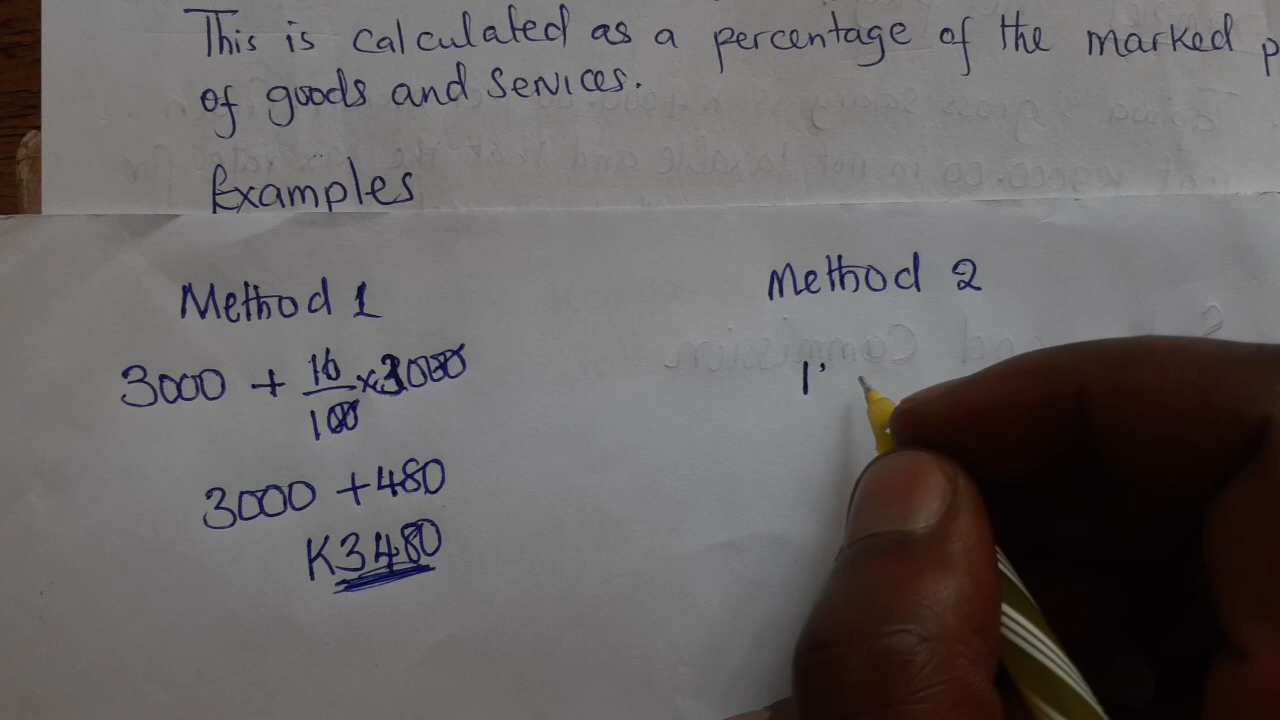 This is calculated as a percentage of the marked p
of goods and services.
Examples
Method 1
3000 + 16/100 x 3000
3000 + 480
K3480
Method 2
1